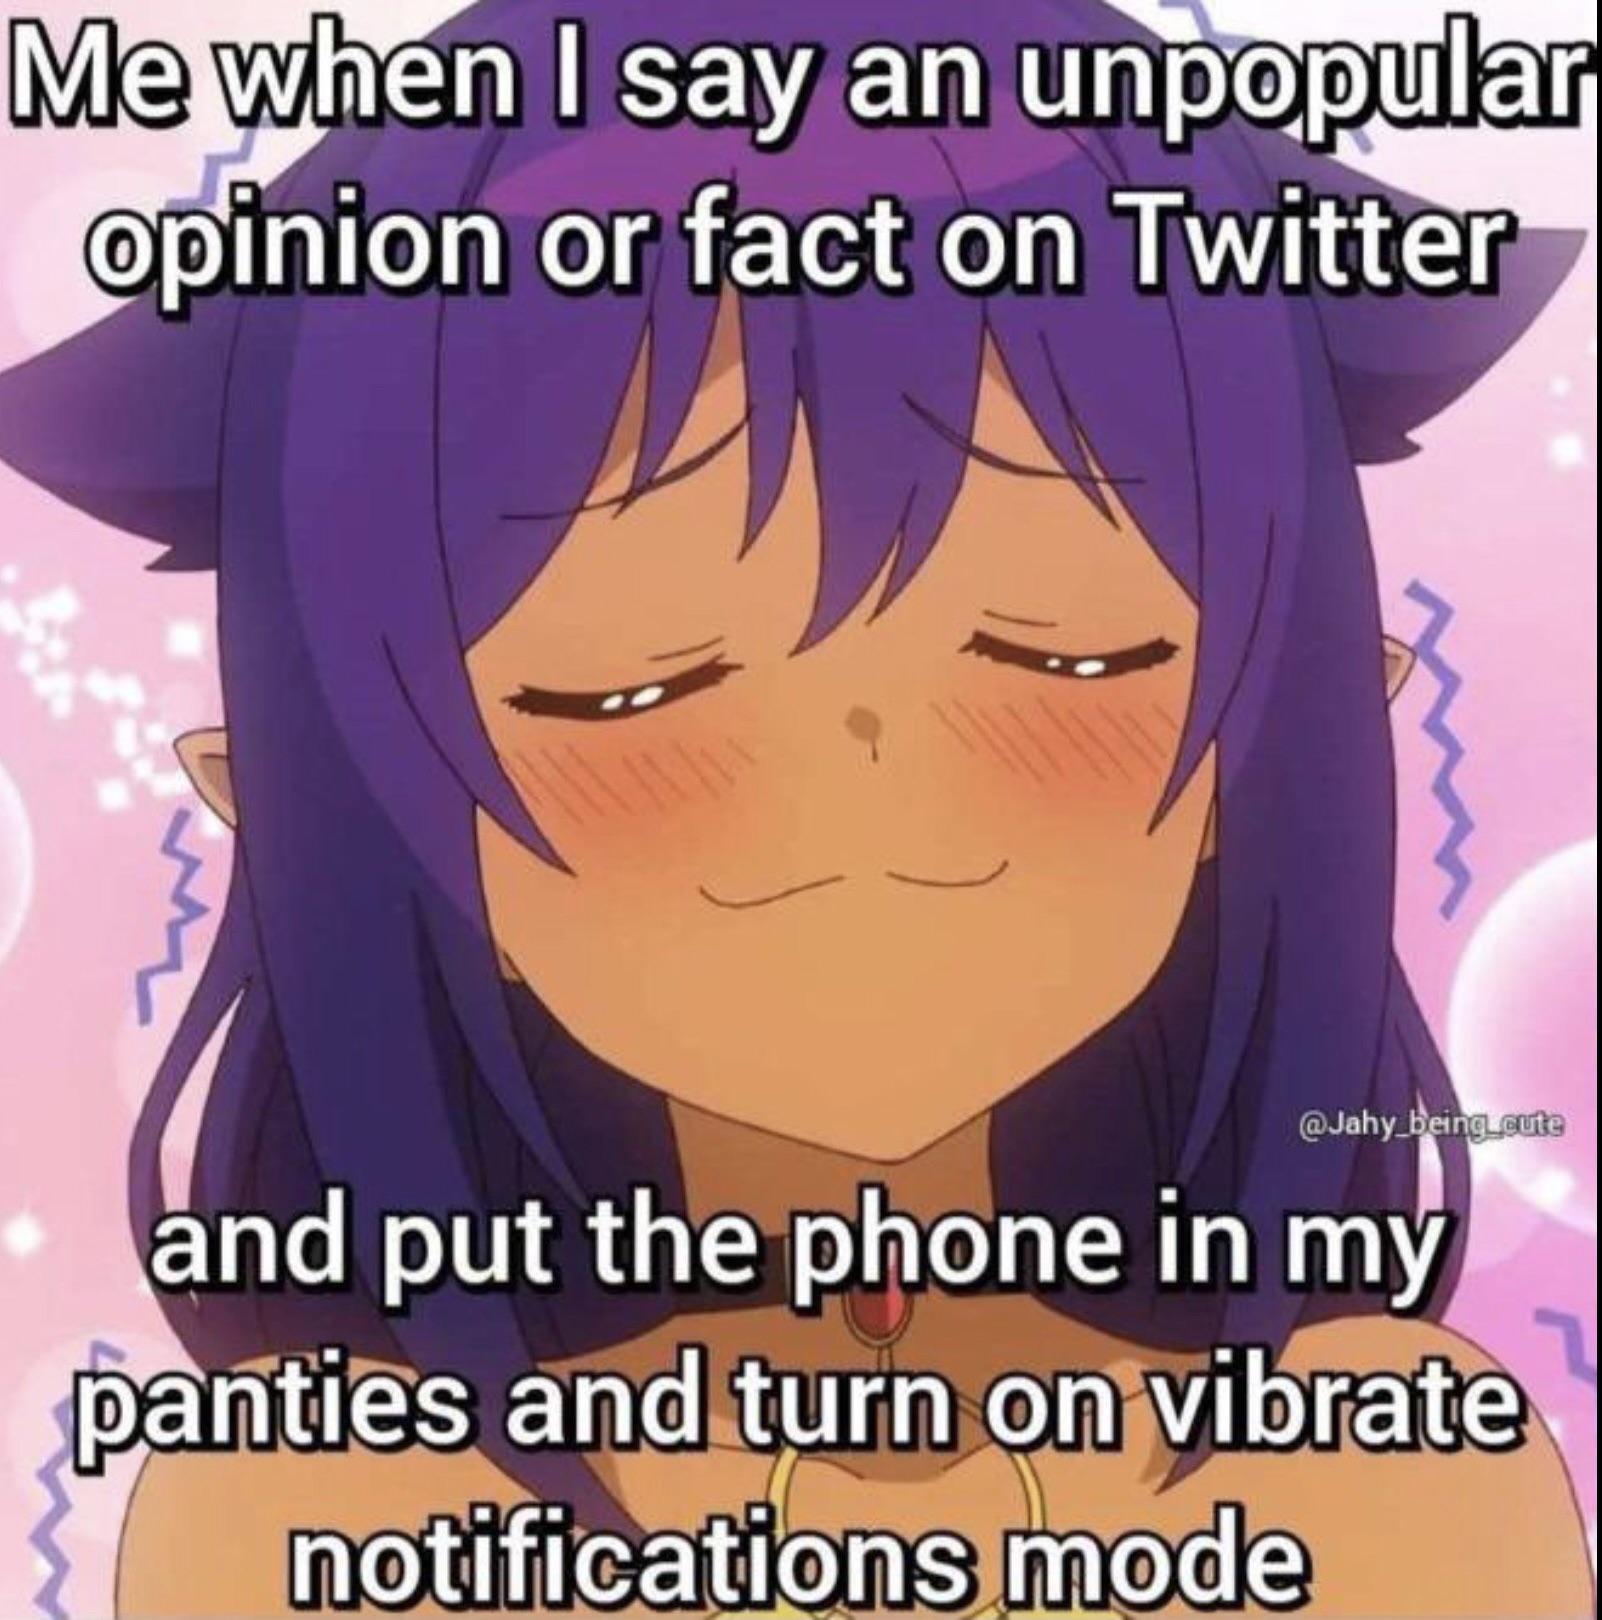 Me when I say an unpopular
opinion or fact on Twitter
@Jahy_being_cute
and put the phone in my
panties and turn on vibrate
notifications mode